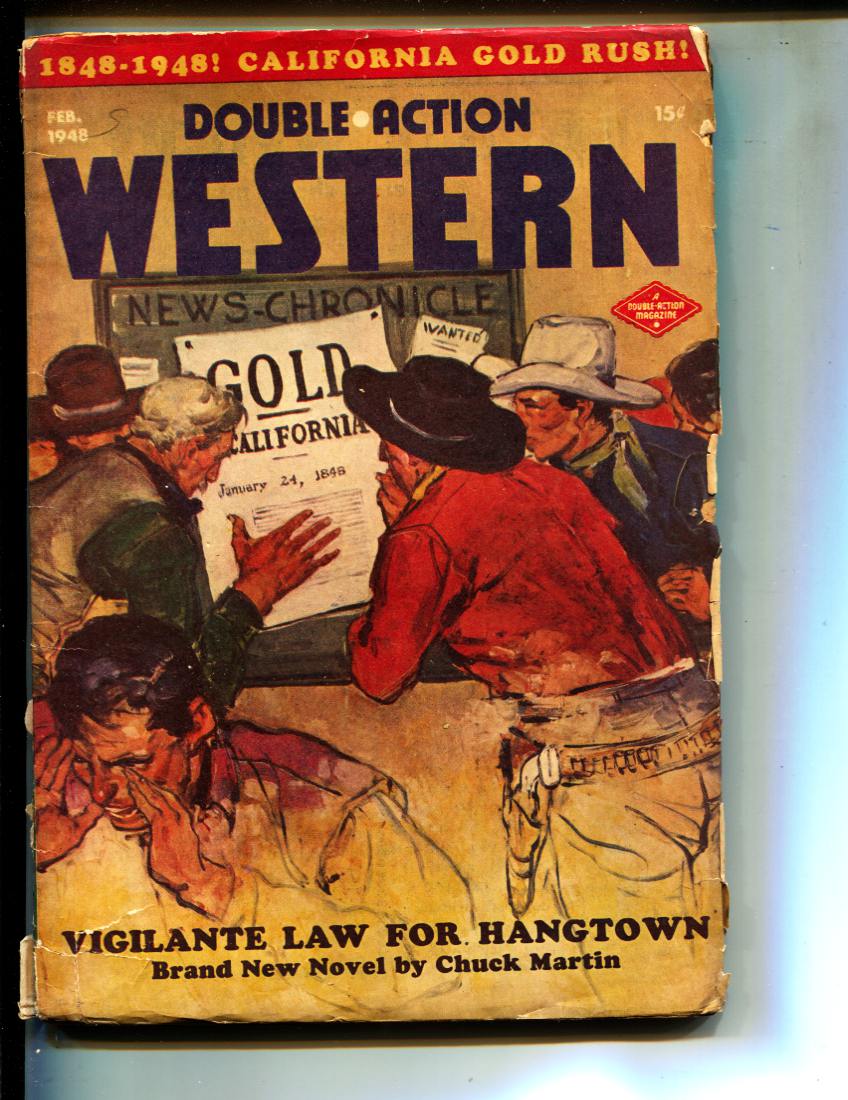 1848-1948! CALIFORNIA GOLD RUSH!
FEB.
1948
15¢
DOUBLE•ACTION
WESTERN
A
DOUBLE-ACTION
MAGAZINE
NEWS-CHRONICLE
WANTED
GOLD
CALIFORNIA
January 24, 1848
VIGILANTE LAW FOR HANGTOWN
Brand New Novel by Chuck Martin